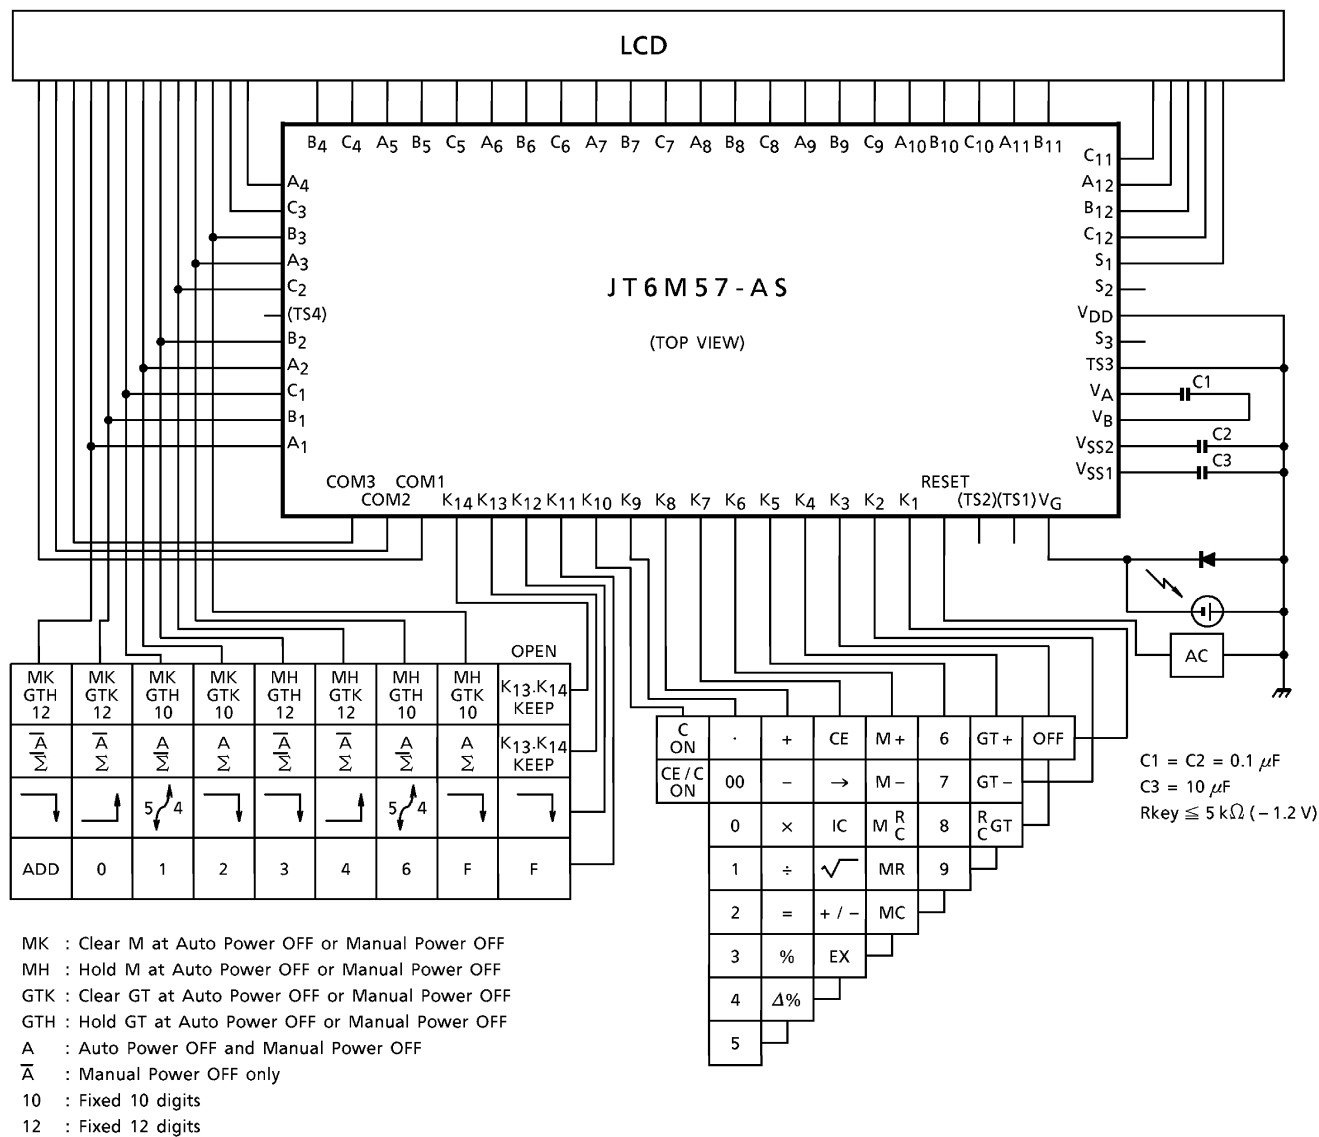 LCD
B4 C4 A5 B5 C5 A6 B6 C6 A7 B7 C7 A8 B8 C8 A9 B9 C9 A10 B10 C10 A11 B11
A4
C3
B3
A3
C2
(TS4)
B2
A2
C1
B1
A1
JT6M57-AS
(TOP VIEW)
C11
A12
B12
C12
S1
S2
VDD
S3
TS3
VA
VB
VSS2
VSS1
C1
C2
C3
COM3 COM2 COM1 K14 K13 K12 K11 K10 K9 K8 K7 K6 K5 K4 K3 K2 K1 RESET (TS2) (TS1) VG
AC
OPEN
MK GTH 12
MK GTK 12
MK GTH 10
MK GTK 10
MH GTH 12
MH GTK 12
MH GTH 10
MH GTK 10
K13.K14 KEEP
A̅ Σ̅
A̅ Σ
A Σ̅
A Σ
A̅ Σ̅
A̅ Σ
A Σ̅
A Σ
K13.K14 KEEP
5 4
5 4
ADD 0 1 2 3 4 6 F F
C ON · + CE M+ 6 GT+ OFF
CE/C ON 00 − → M− 7 GT−
0 × IC M R C 8 R C GT
1 ÷ √ MR 9
2 = +/− MC
3 % EX
4 Δ%
5
C1 = C2 = 0.1 μF
C3 = 10 μF
Rkey ≦ 5 kΩ (−1.2 V)
MK : Clear M at Auto Power OFF or Manual Power OFF
MH : Hold M at Auto Power OFF or Manual Power OFF
GTK : Clear GT at Auto Power OFF or Manual Power OFF
GTH : Hold GT at Auto Power OFF or Manual Power OFF
A : Auto Power OFF and Manual Power OFF
A̅ : Manual Power OFF only
10 : Fixed 10 digits
12 : Fixed 12 digits